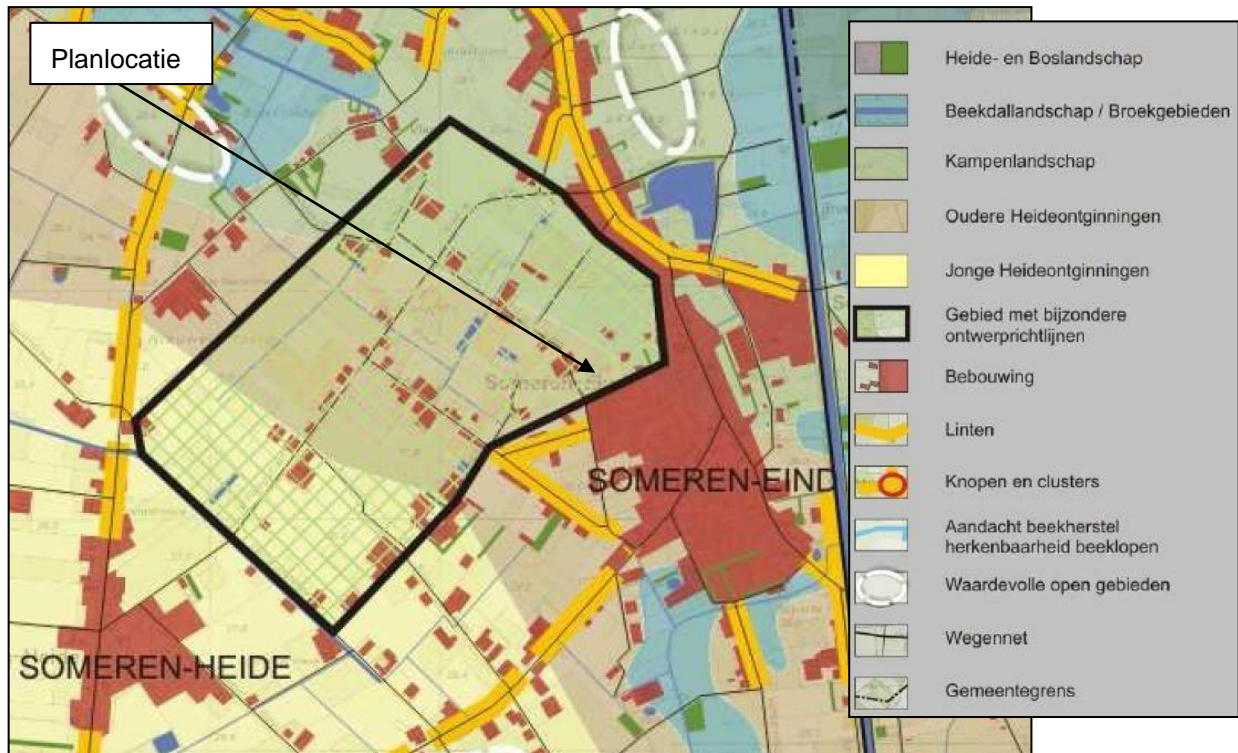 Planlocatie
SOMEREN-EIND
SOMEREN-HEIDE
Heide- en Boslandschap
Beekdallandschap / Broekgebieden
Kampenlandschap
Oudere Heideontginningen
Jonge Heideontginningen
Gebied met bijzondere
ontwerprichtlijnen
Bebouwing
Linten
Knopen en clusters
Aandacht beekherstel
herkenbaarheid beeklopen
Waardevolle open gebieden
Wegennet
Gemeentegrens